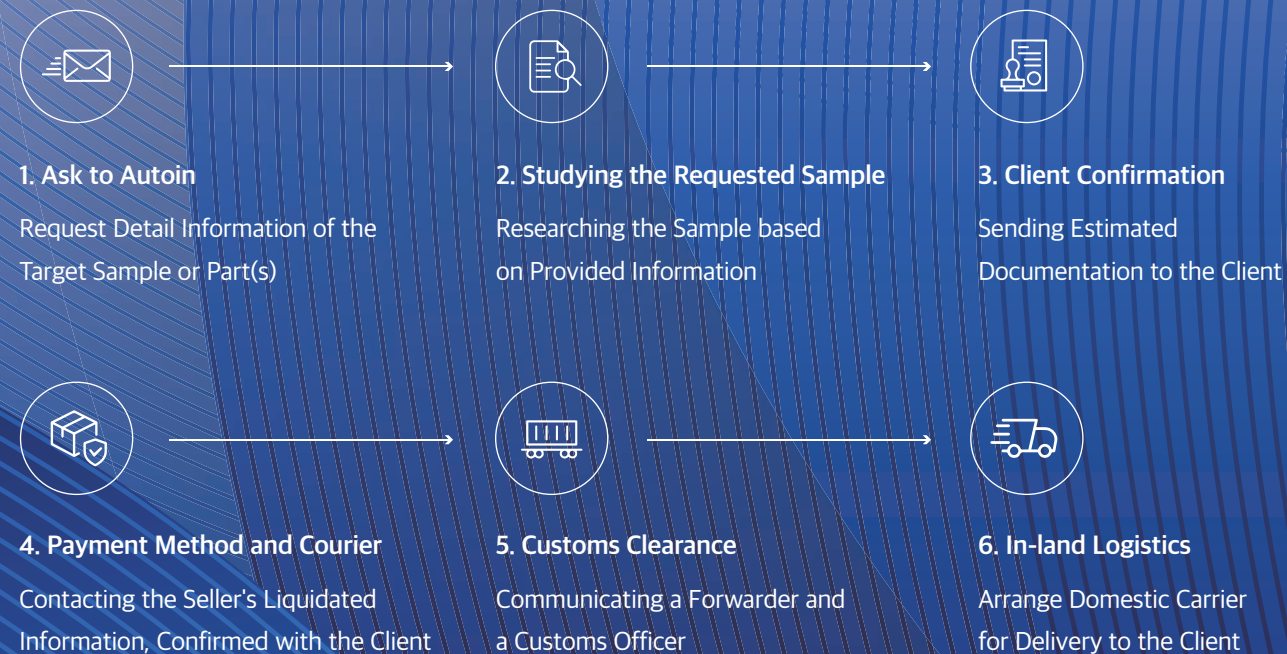 1. Ask to Autoin
Request Detail Information of the
Target Sample or Part(s)
2. Studying the Requested Sample
Researching the Sample based
on Provided Information
3. Client Confirmation
Sending Estimated
Documentation to the Client
4. Payment Method and Courier
Contacting the Seller's Liquidated
Information, Confirmed with the Client
5. Customs Clearance
Communicating a Forwarder and
a Customs Officer
6. In-land Logistics
Arrange Domestic Carrier
for Delivery to the Client